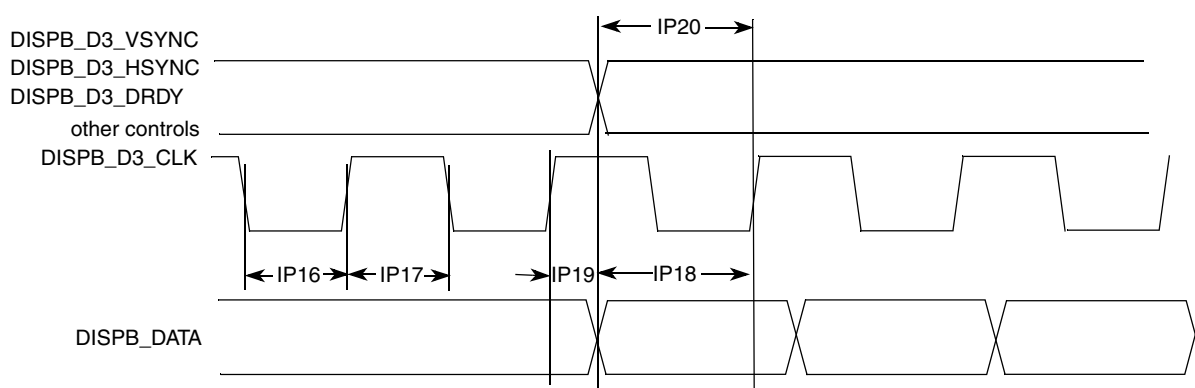 IP20
DISPB_D3_VSYNC
DISPB_D3_HSYNC
DISPB_D3_DRDY
other controls
DISPB_D3_CLK
IP16
IP17
IP19
IP18
DISPB_DATA